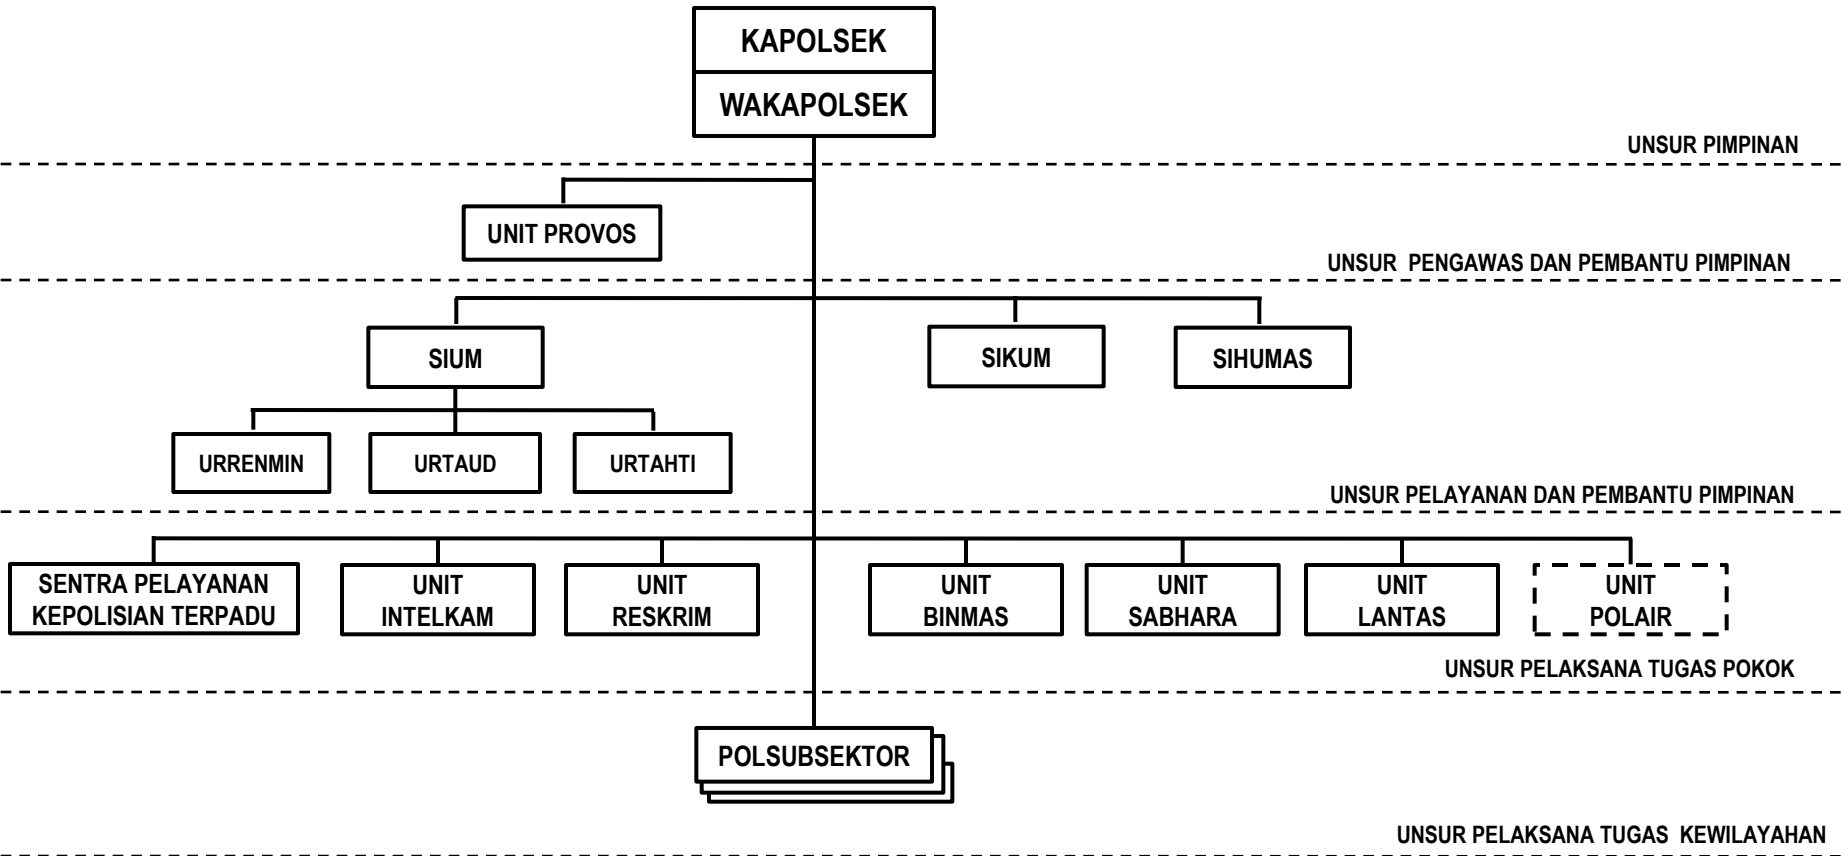 KAPOLSEK
WAKAPOLSEK
UNSUR PIMPINAN
UNIT PROVOS
UNSUR PENGAWAS DAN PEMBANTU PIMPINAN
SIUM
SIKUM
SIHUMAS
URRENMIN
URTAUD
URTAHTI
UNSUR PELAYANAN DAN PEMBANTU PIMPINAN
SENTRA PELAYANAN
KEPOLISIAN TERPADU
UNIT
INTELKAM
UNIT
RESKRIM
UNIT
BINMAS
UNIT
SABHARA
UNIT
LANTAS
UNIT
POLAIR
UNSUR PELAKSANA TUGAS POKOK
POLSUBSEKTOR
UNSUR PELAKSANA TUGAS KEWILAYAHAN